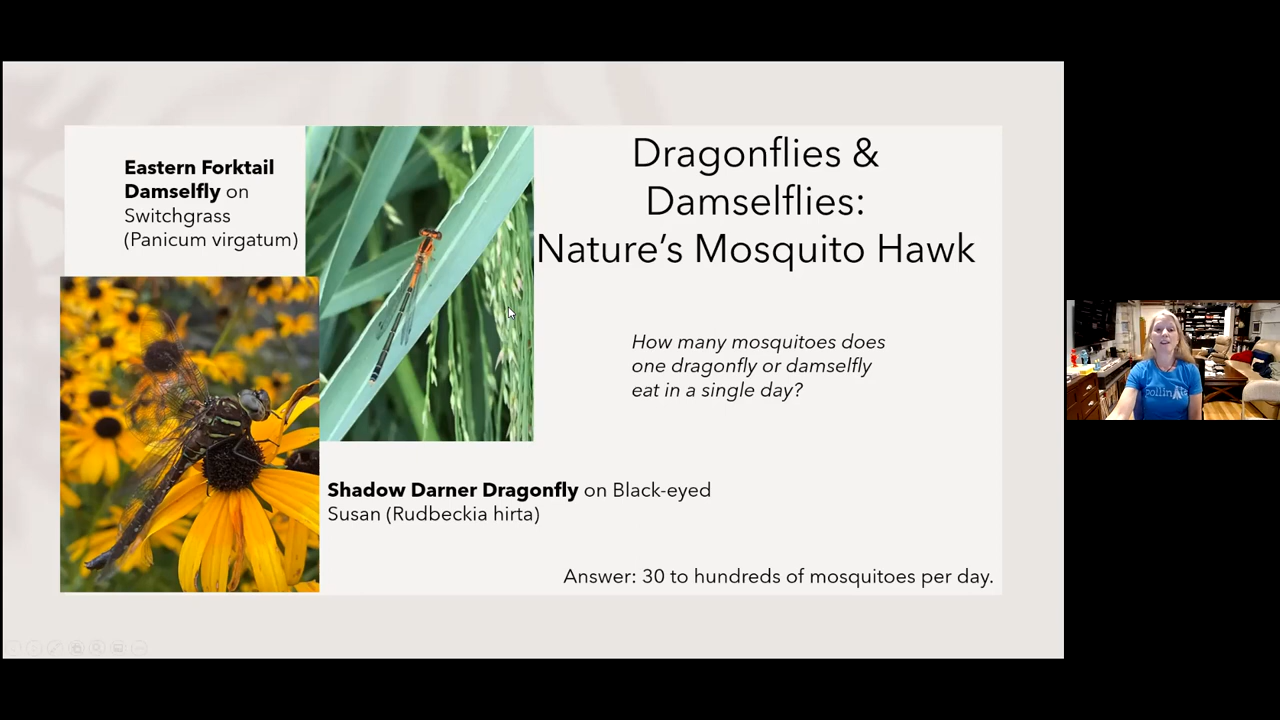 Eastern Forktail
Damselfly on
Switchgrass
(Panicum virgatum)
Dragonflies &
Damselflies:
Nature’s Mosquito Hawk
How many mosquitoes does
one dragonfly or damselfly
eat in a single day?
Shadow Darner Dragonfly on Black-eyed
Susan (Rudbeckia hirta)
Answer: 30 to hundreds of mosquitoes per day.